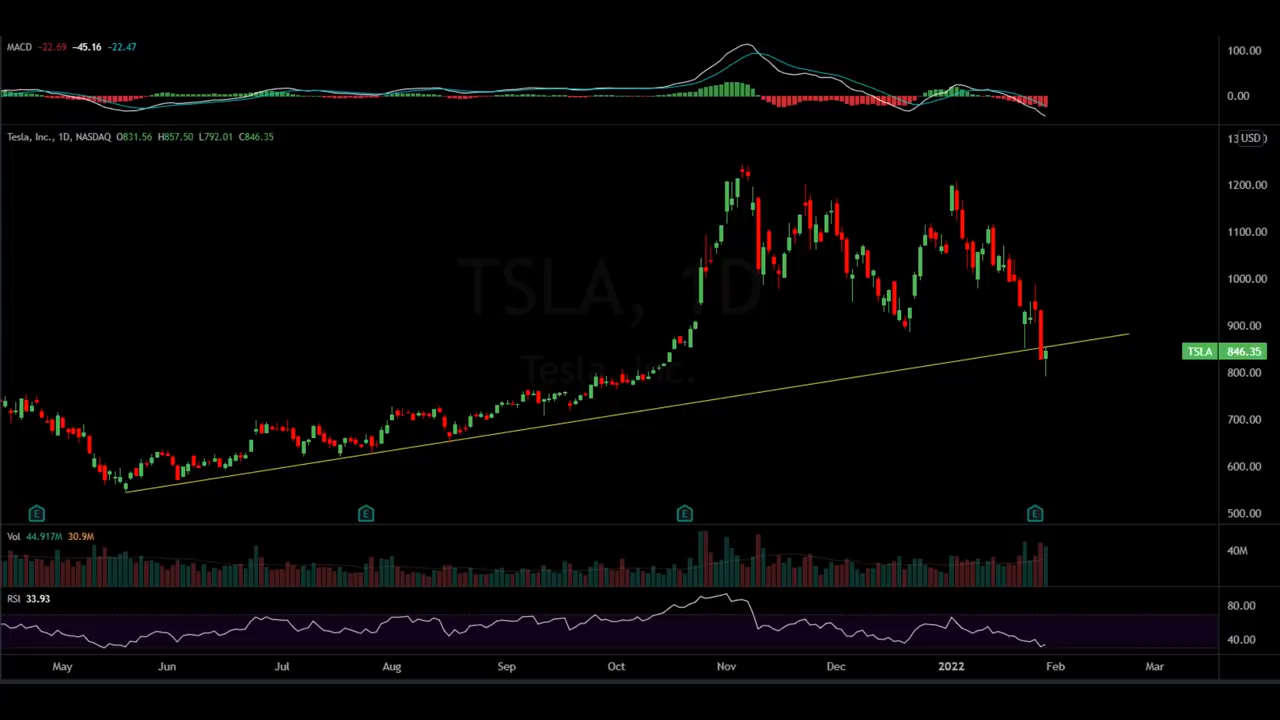 MACD -22.69 -45.16 -22.47
100.00
0.00
Tesla, Inc., 1D, NASDAQ O831.56 H857.50 L792.01 C846.35
USD
1200.00
1100.00
TSLA, 1D
1000.00
900.00
TSLA 846.35
Tesla, Inc.
800.00
700.00
600.00
E E E E
500.00
Vol 44.917M 30.9M
40M
RSI 33.93
80.00
40.00
May Jun Jul Aug Sep Oct Nov Dec 2022 Feb Mar